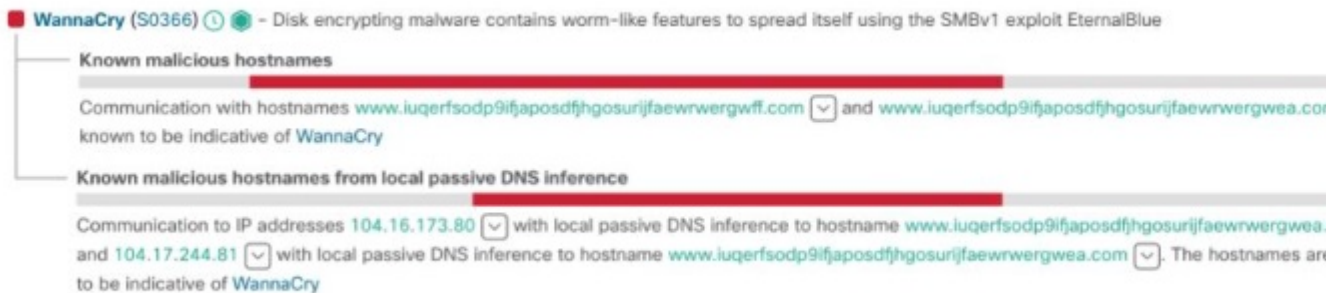 WannaCry (S0366) – Disk encrypting malware contains worm-like features to spread itself using the SMBv1 exploit EternalBlue
Known malicious hostnames
Communication with hostnames www.iuqerfsodp9ifjaposdfjhgosurijfaewrwergwff.com and www.iuqerfsodp9ifjaposdfjhgosurijfaewrwergwea.com
known to be indicative of WannaCry
Known malicious hostnames from local passive DNS inference
Communication to IP addresses 104.16.173.80 with local passive DNS inference to hostname www.iuqerfsodp9ifjaposdfjhgosurijfaewrwergwea.
and 104.17.244.81 with local passive DNS inference to hostname www.iuqerfsodp9ifjaposdfjhgosurijfaewrwergwea.com. The hostnames are
to be indicative of WannaCry